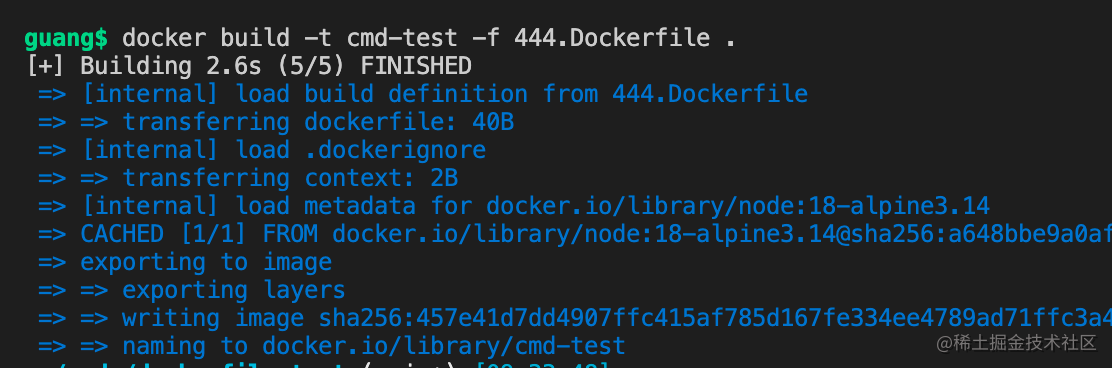 guang$ docker build -t cmd-test -f 444.Dockerfile .
[+] Building 2.6s (5/5) FINISHED
=> [internal] load build definition from 444.Dockerfile
=> => transferring dockerfile: 40B
=> [internal] load .dockerignore
=> => transferring context: 2B
=> [internal] load metadata for docker.io/library/node:18-alpine3.14
=> CACHED [1/1] FROM docker.io/library/node:18-alpine3.14@sha256:a648bbe9a0af
=> exporting to image
=> => exporting layers
=> => writing image sha256:457e41d7dd4907ffc415af785d167fe334ee4789ad71ffc3a4
=> => naming to docker.io/library/cmd-test
@稀土掘金技术社区